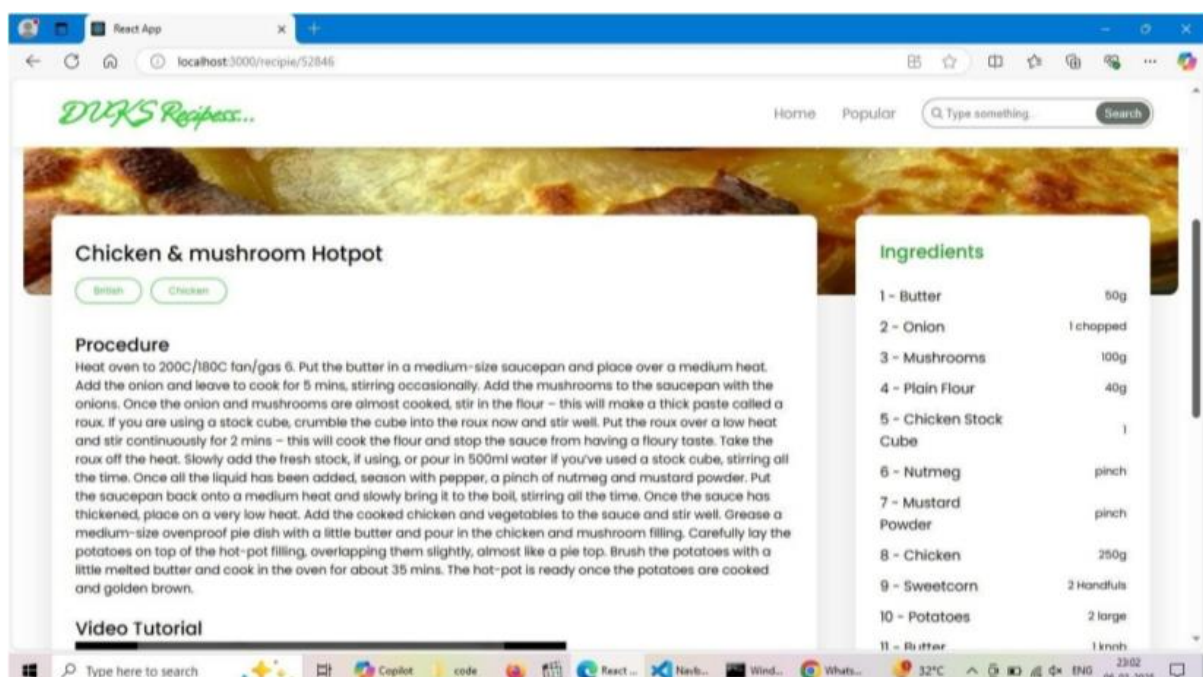 React App
localhost:3000/recipie/52846
DUKS Recipess...
Home Popular Type something. Search
Chicken & mushroom Hotpot
British Chicken
Procedure
Heat oven to 200C/180C fan/gas 6. Put the butter in a medium-size saucepan and place over a medium heat.
Add the onion and leave to cook for 5 mins, stirring occasionally. Add the mushrooms to the saucepan with the
onions. Once the onion and mushrooms are almost cooked, stir in the flour – this will make a thick paste called a
roux. If you are using a stock cube, crumble the cube into the roux now and stir well. Put the roux over a low heat
and stir continuously for 2 mins – this will cook the flour and stop the sauce from having a floury taste. Take the
roux off the heat. Slowly add the fresh stock, if using, or pour in 500ml water if you've used a stock cube, stirring all
the time. Once all the liquid has been added, season with pepper, a pinch of nutmeg and mustard powder. Put
the saucepan back onto a medium heat and slowly bring it to the boil, stirring all the time. Once the sauce has
thickened, place on a very low heat. Add the cooked chicken and vegetables to the sauce and stir well. Grease a
medium-size ovenproof pie dish with a little butter and pour in the chicken and mushroom filling. Carefully lay the
potatoes on top of the hot-pot filling, overlapping them slightly, almost like a pie top. Brush the potatoes with a
little melted butter and cook in the oven for about 35 mins. The hot-pot is ready once the potatoes are cooked
and golden brown.
Video Tutorial
Ingredients
1 - Butter 50g
2 - Onion 1 chopped
3 - Mushrooms 100g
4 - Plain Flour 40g
5 - Chicken Stock
Cube 1
6 - Nutmeg pinch
7 - Mustard
Powder pinch
8 - Chicken 250g
9 - Sweetcorn 2 Handfuls
10 - Potatoes 2 large
11 - Butter 1 knob
Type here to search Copilot code React ... Navb... Wind... Whats... 32°C ENG 23:02